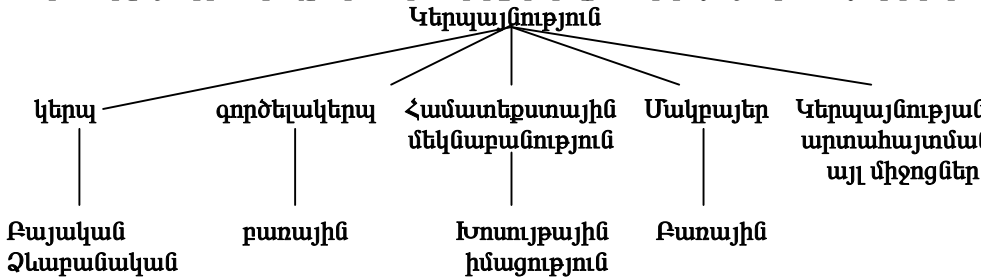 Կերպայնություն
կերպ
գործելակերպ
Համատեքստային
մեկնաբանություն
Մակբայեր
Կերպայնության
արտահայտման
այլ միջոցներ
Բայական
Ձևաբանական
բառային
Խոսույթային
իմացություն
Բառային